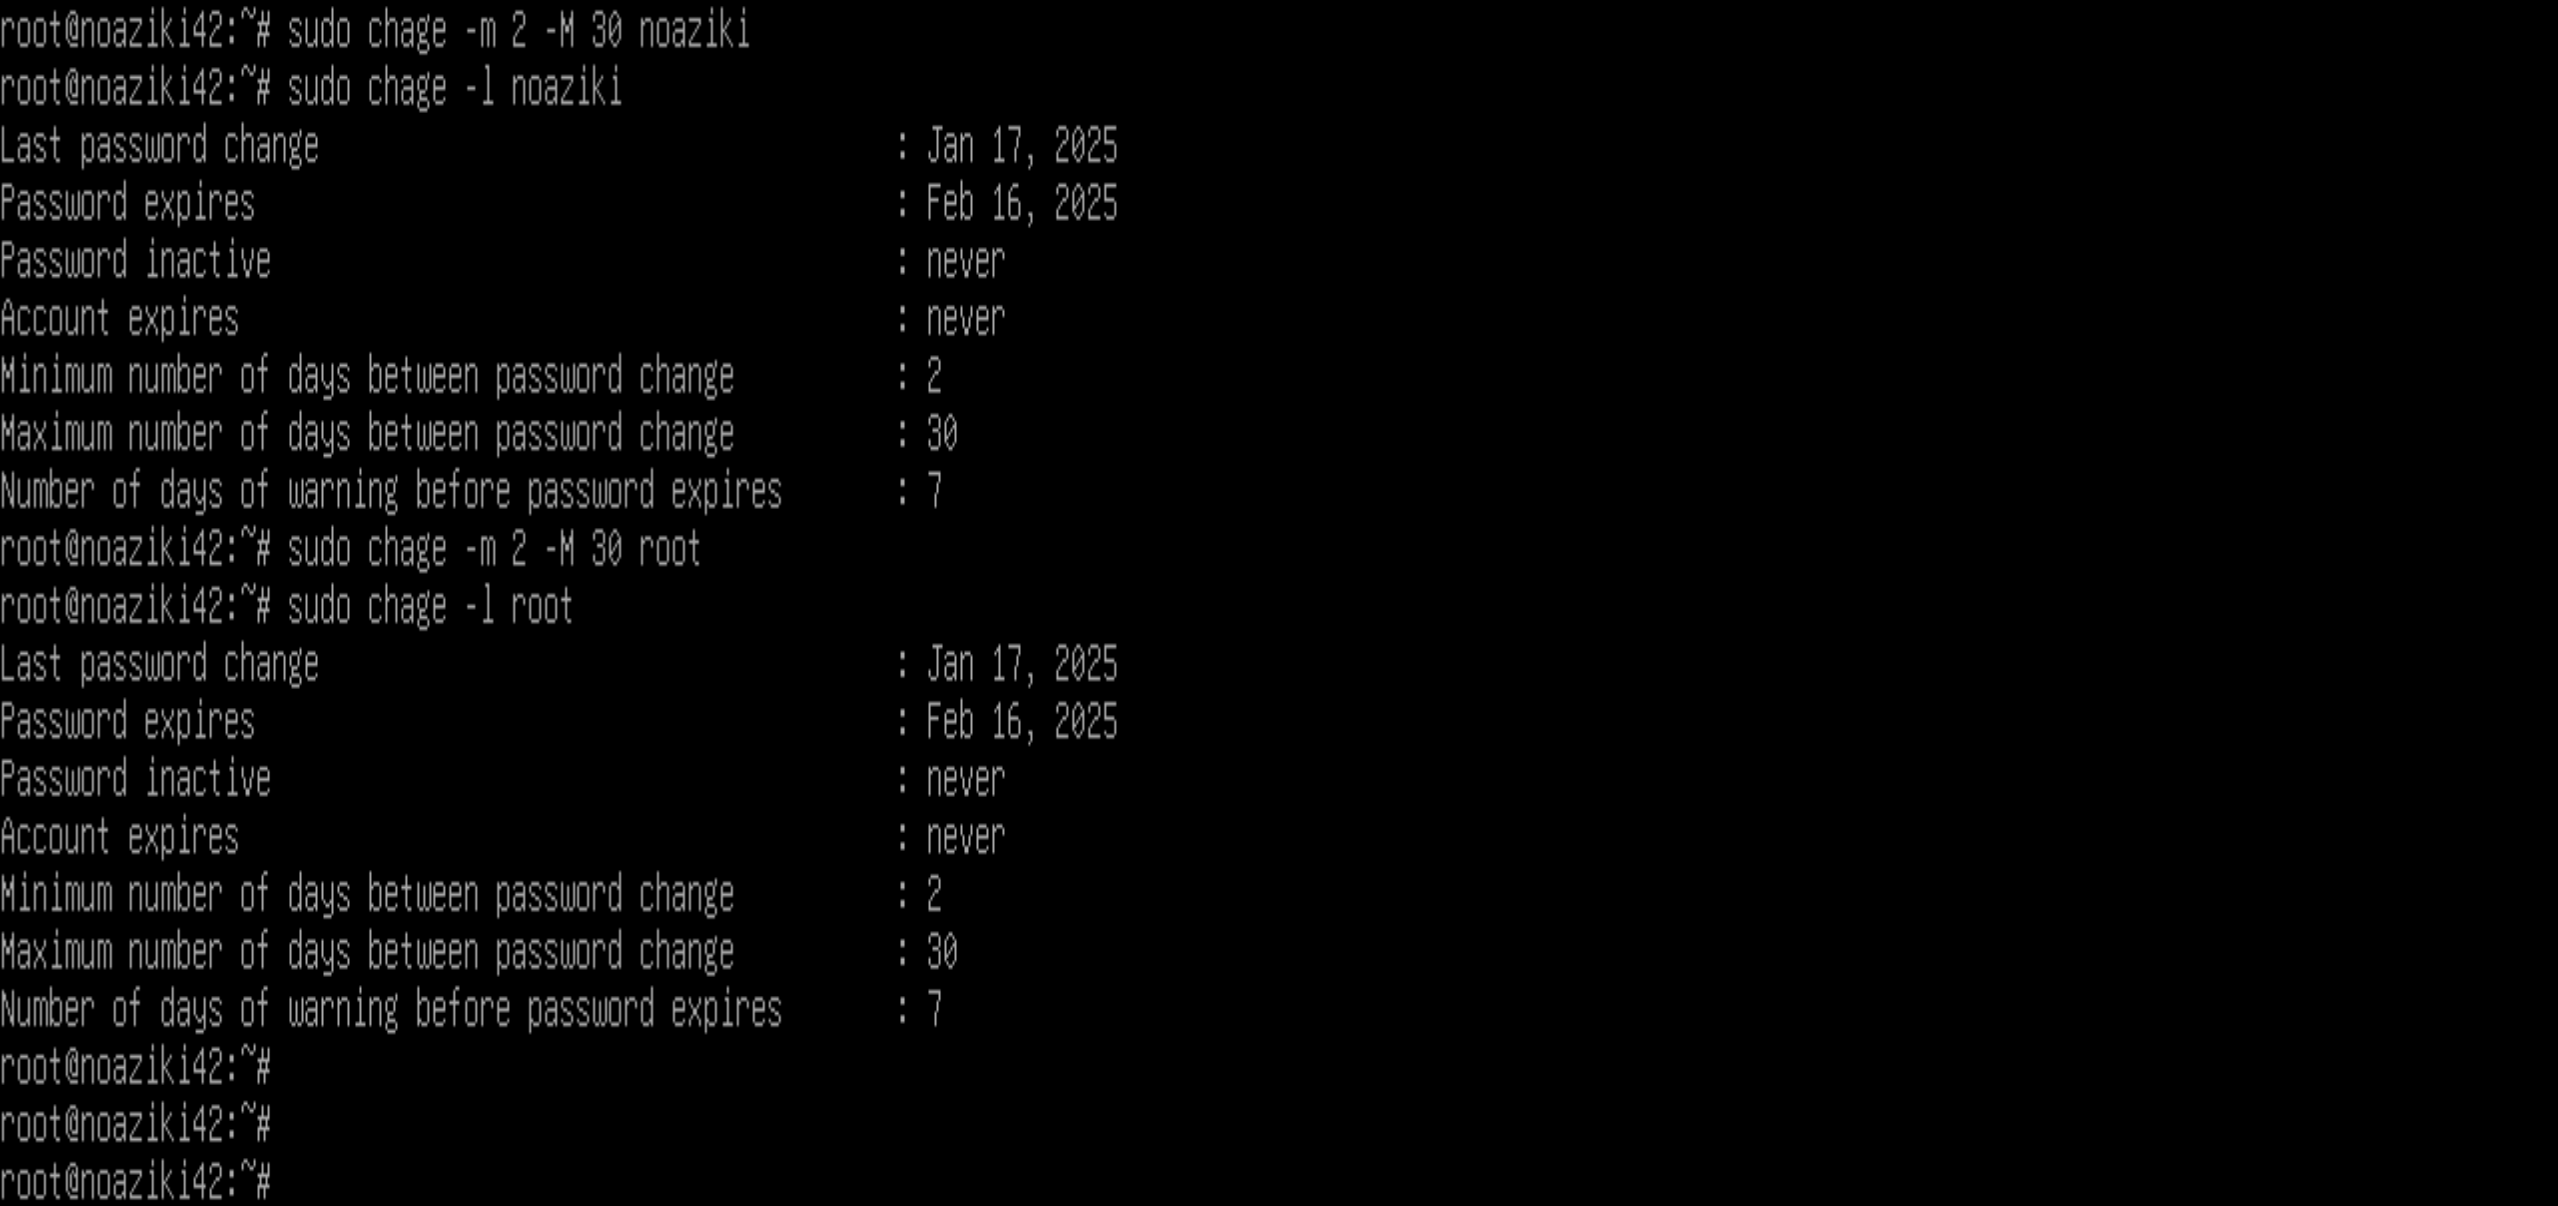 root@noaziki42:~# sudo chage -m 2 -M 30 noaziki
root@noaziki42:~# sudo chage -l noaziki
Last password change : Jan 17, 2025
Password expires : Feb 16, 2025
Password inactive : never
Account expires : never
Minimum number of days between password change : 2
Maximum number of days between password change : 30
Number of days of warning before password expires : 7
root@noaziki42:~# sudo chage -m 2 -M 30 root
root@noaziki42:~# sudo chage -l root
Last password change : Jan 17, 2025
Password expires : Feb 16, 2025
Password inactive : never
Account expires : never
Minimum number of days between password change : 2
Maximum number of days between password change : 30
Number of days of warning before password expires : 7
root@noaziki42:~#
root@noaziki42:~#
root@noaziki42:~#